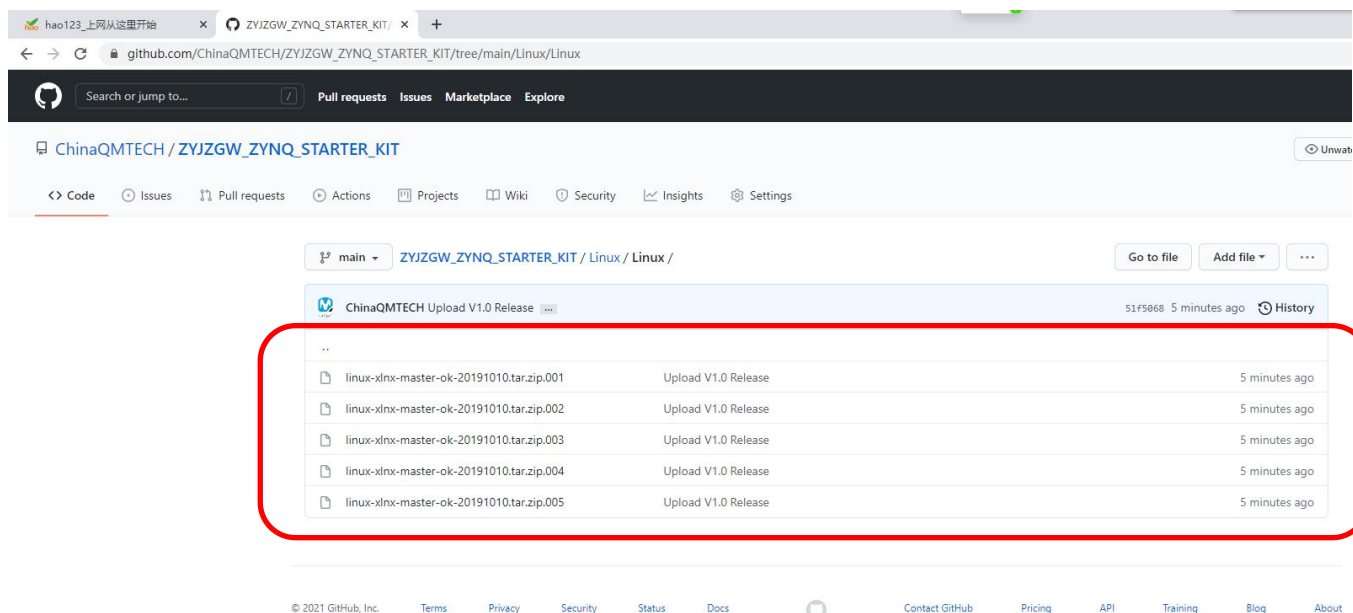 hao123_上网从这里开始 × ZYJZGW_ZYNQ_STARTER_KIT/ × +
github.com/ChinaQMTECH/ZYJZGW_ZYNQ_STARTER_KIT/tree/main/Linux/Linux
Search or jump to... / Pull requests Issues Marketplace Explore
ChinaQMTECH / ZYJZGW_ZYNQ_STARTER_KIT Unwatc
<> Code Issues Pull requests Actions Projects Wiki Security Insights Settings
main ZYJZGW_ZYNQ_STARTER_KIT / Linux / Linux / Go to file Add file ...
ChinaQMTECH Upload V1.0 Release ... 51f5068 5 minutes ago History
..
linux-xlnx-master-ok-20191010.tar.zip.001 Upload V1.0 Release 5 minutes ago
linux-xlnx-master-ok-20191010.tar.zip.002 Upload V1.0 Release 5 minutes ago
linux-xlnx-master-ok-20191010.tar.zip.003 Upload V1.0 Release 5 minutes ago
linux-xlnx-master-ok-20191010.tar.zip.004 Upload V1.0 Release 5 minutes ago
linux-xlnx-master-ok-20191010.tar.zip.005 Upload V1.0 Release 5 minutes ago
© 2021 GitHub, Inc. Terms Privacy Security Status Docs Contact GitHub Pricing API Training Blog About